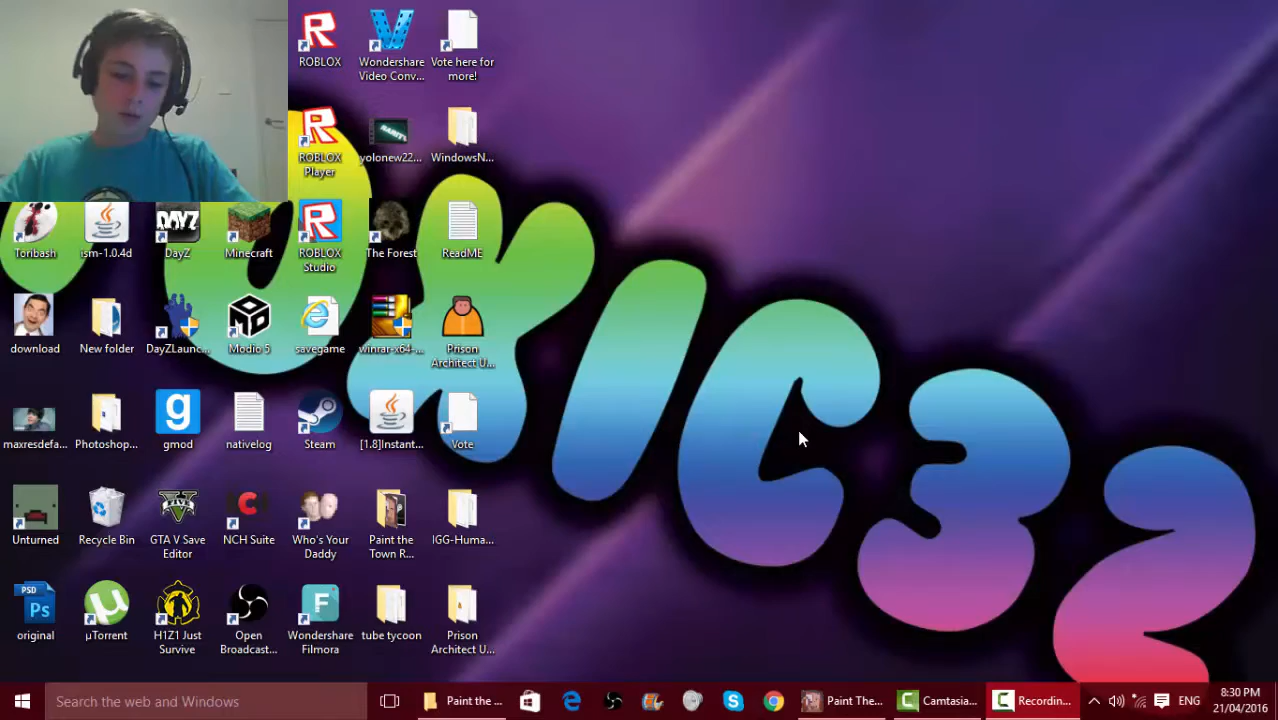 ROBLOX
Wondershare
Video Conv...
Vote here for
more!
ROBLOX
Player
yolonew22...
WindowsN...
Toribash
ism-1.0.4d
DAYZ
DayZ
Minecraft
ROBLOX
Studio
The Forest
ReadME
download
New folder
DayZLaunc...
Modio 5
savegame
winrar-x64-...
Prison
Architect U...
maxresdefa...
Photoshop...
g
gmod
nativelog
Steam
[1.8]Instant...
Vote
Unturned
Recycle Bin
GTA V Save
Editor
NCH Suite
Who's Your
Daddy
Paint the
Town R...
IGG-Huma...
PSD
Ps
original
µTorrent
H1Z1 Just
Survive
Open
Broadcast...
Wondershare
Filmora
tube tycoon
Prison
Architect U...
XIC32
Search the web and Windows
Paint the ...
Paint The...
Camtasia...
Recordin...
ENG
8:30 PM
21/04/2016